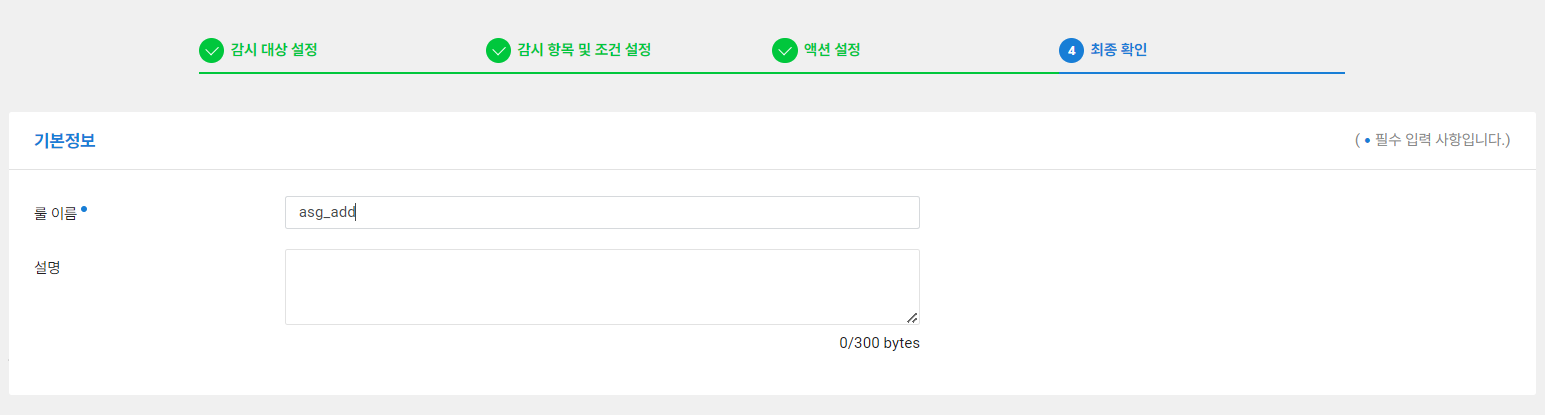 감시 대상 설정 감시 항목 및 조건 설정 액션 설정 4 최종 확인
기본정보 ( • 필수 입력 사항입니다.)
룰 이름 • asg_add
설명
0/300 bytes